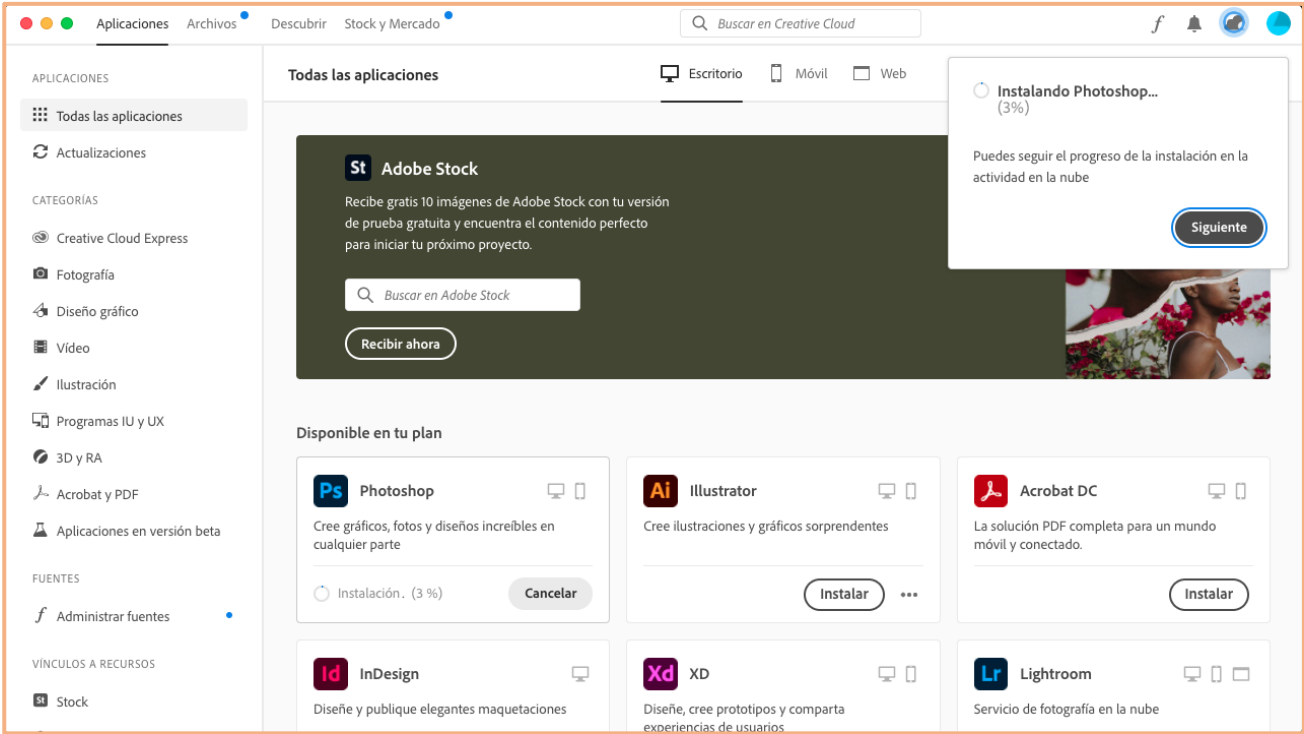 Aplicaciones
Archivos
Descubrir
Stock y Mercado
Buscar en Creative Cloud
APLICACIONES
Todas las aplicaciones
Actualizaciones
CATEGORÍAS
Creative Cloud Express
Fotografía
Diseño gráfico
Vídeo
Ilustración
Programas IU y UX
3D y RA
Acrobat y PDF
Aplicaciones en versión beta
FUENTES
Administrar fuentes
VÍNCULOS A RECURSOS
St
Stock
Todas las aplicaciones
Escritorio
Móvil
Web
Instalando Photoshop...
(3%)
Puedes seguir el progreso de la instalación en la
actividad en la nube
Siguiente
St Adobe Stock
Recibe gratis 10 imágenes de Adobe Stock con tu versión
de prueba gratuita y encuentra el contenido perfecto
para iniciar tu próximo proyecto.
Buscar en Adobe Stock
Recibir ahora
Disponible en tu plan
Ps Photoshop
Cree gráficos, fotos y diseños increíbles en
cualquier parte
Instalación. (3 %)
Cancelar
Ai Illustrator
Cree ilustraciones y gráficos sorprendentes
Instalar
Acrobat DC
La solución PDF completa para un mundo
móvil y conectado.
Instalar
Id InDesign
Diseñe y publique elegantes maquetaciones
Xd XD
Diseñe, cree prototipos y comparta
experiencias de usuarios
Lr Lightroom
Servicio de fotografía en la nube